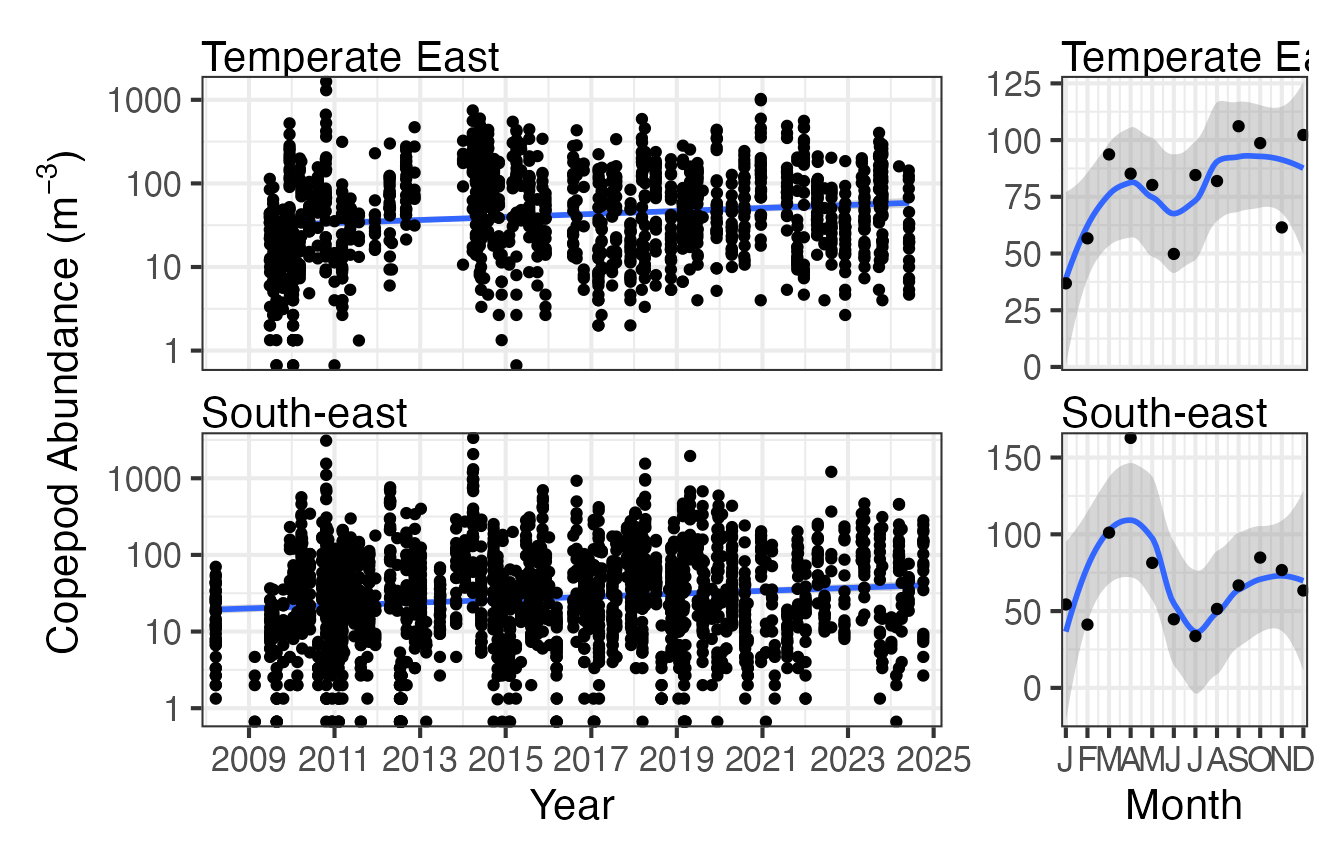 Temperate East
Temperate Ea
1000
100
10
1
125
100
75
50
25
0
Copepod Abundance (m⁻³)
South-east
South-east
1000
100
10
1
150
100
50
0
2009 2011 2013 2015 2017 2019 2021 2023 2025
J F M A M J J A S O N D
Year
Month